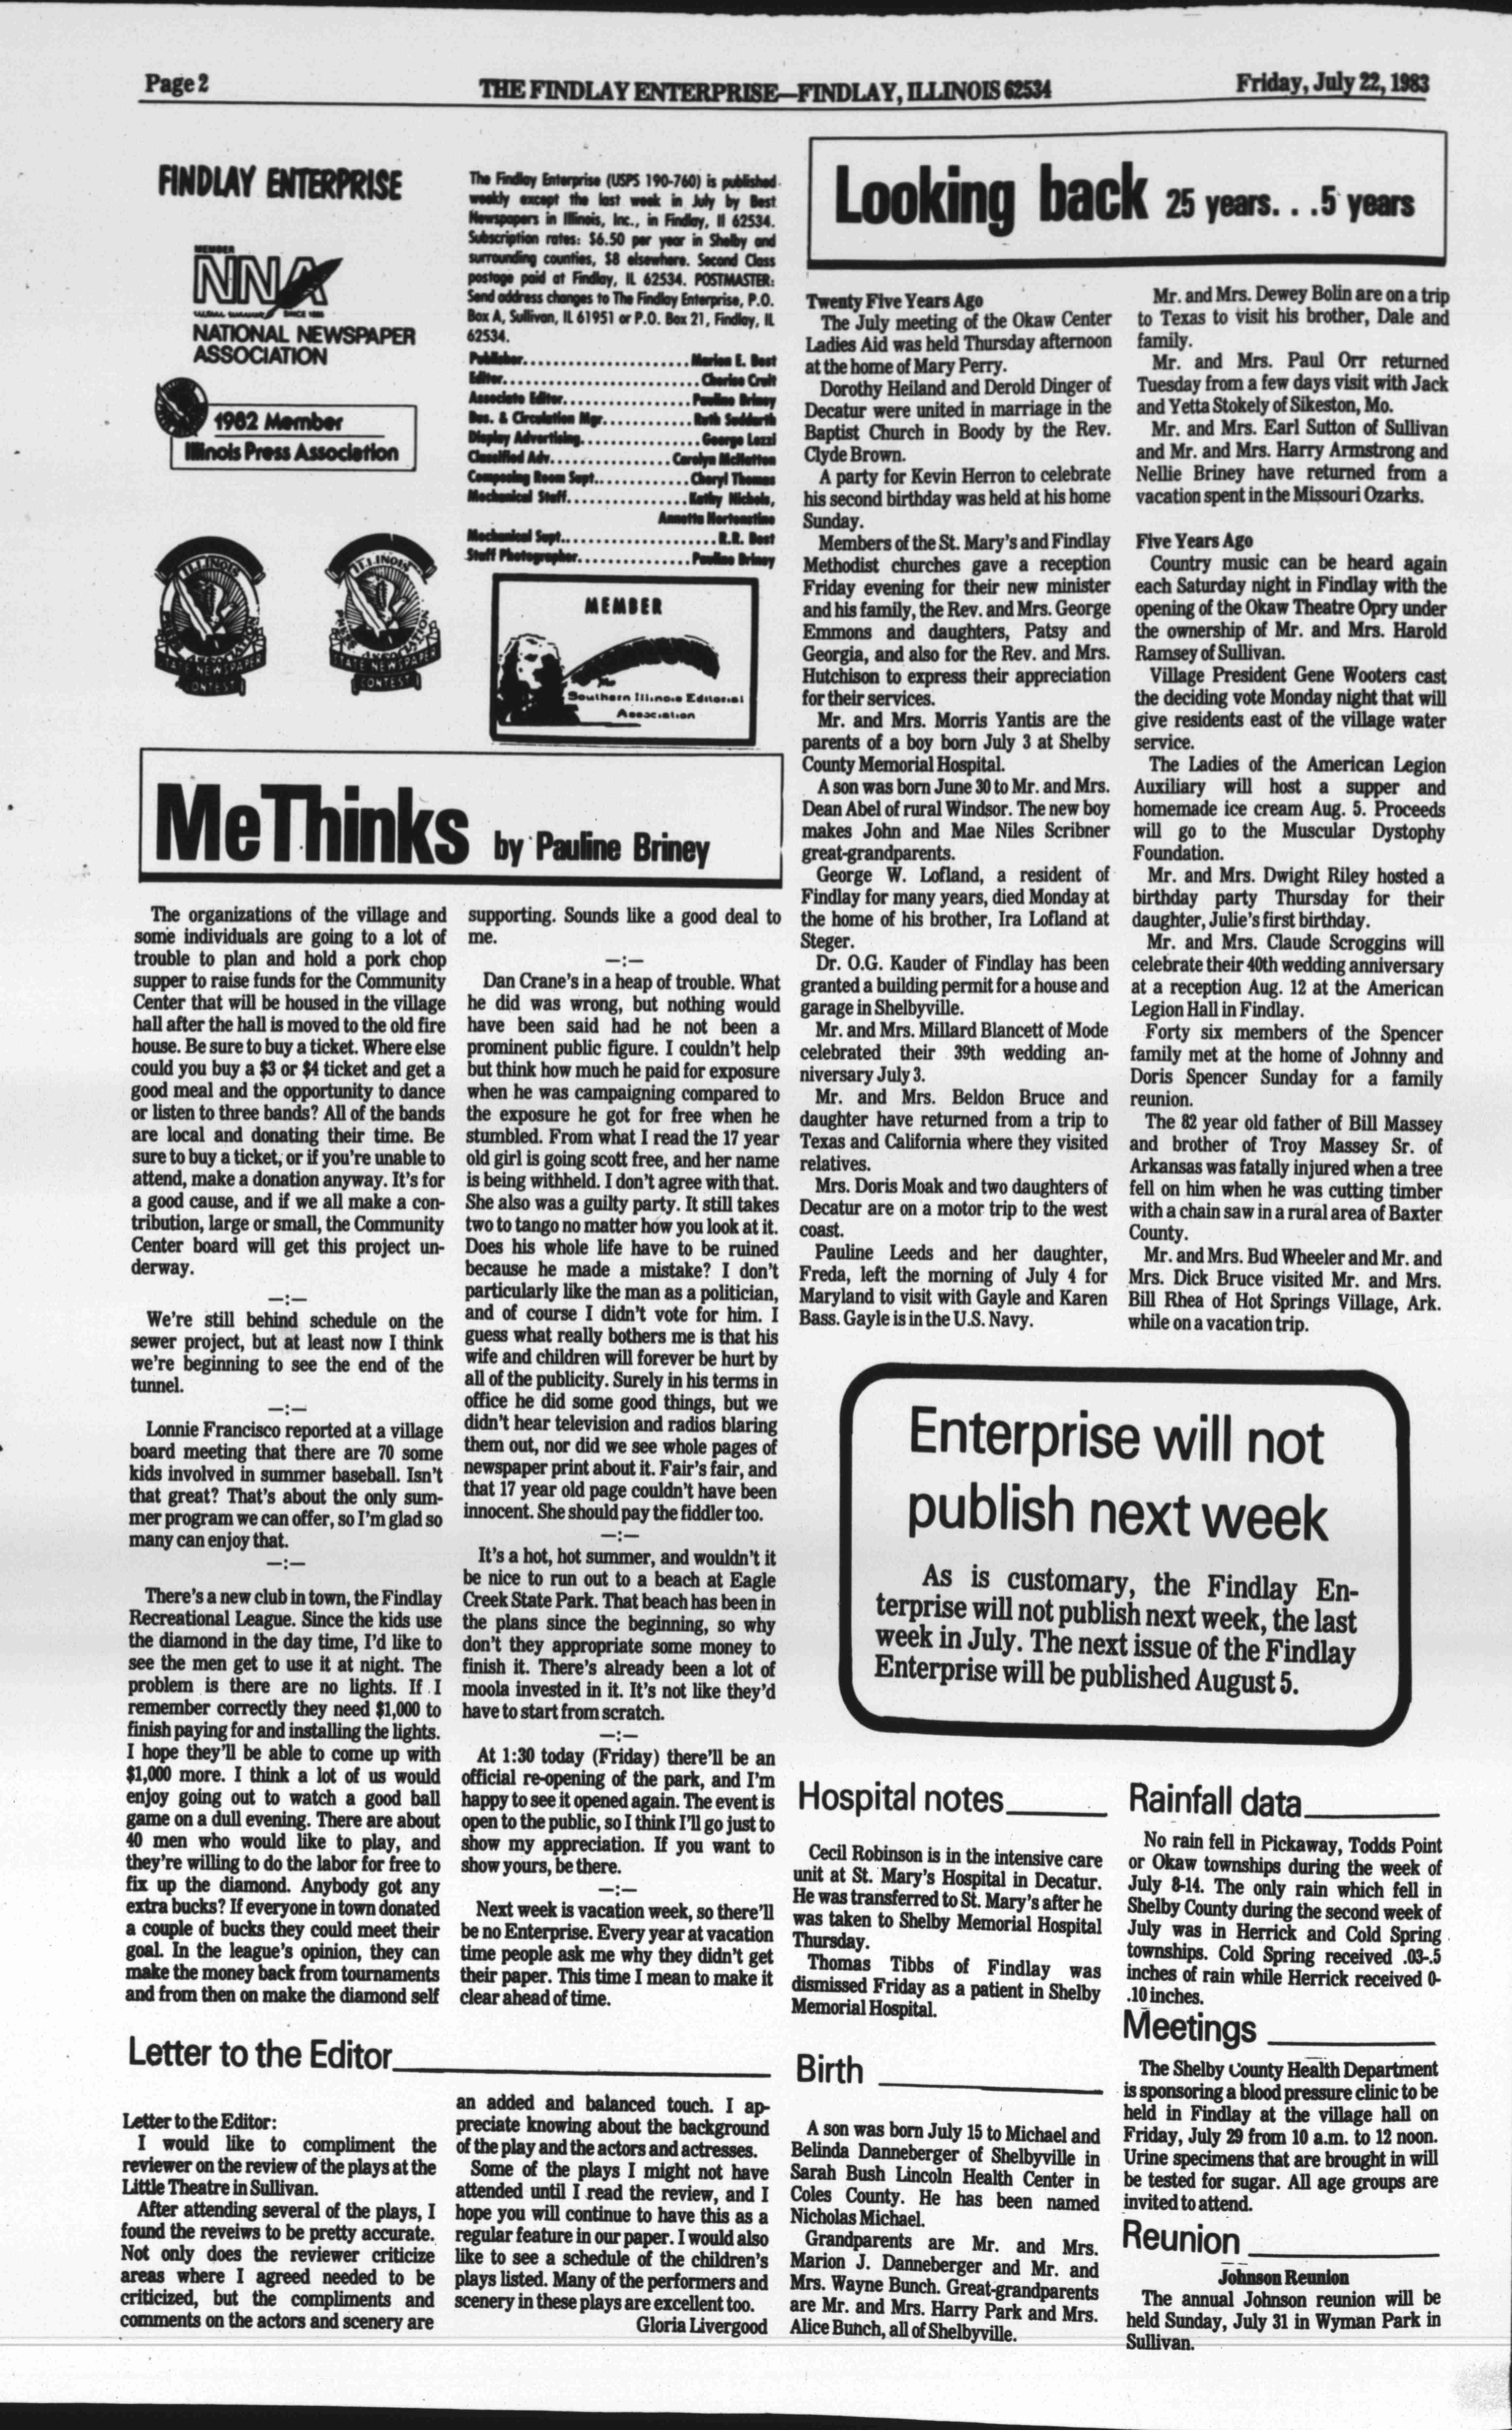 Page 2
THE FINDLAY ENTERPRISE—FINDLAY, ILLINOIS 62534
Friday, July 22, 1983
FINDLAY ENTERPRISE
MEMBER
NNA
SINCE 1885
NATIONAL NEWSPAPER
ASSOCIATION
1982 Member
Illinois Press Association
ILLINOIS
PRESS ASSOCIATION
STATE NEWSPAPER
CONTEST
ILLINOIS
PRESS ASSOCIATION
STATE NEWSPAPER
CONTEST
The Findlay Enterprise (USPS 190-760) is published
weekly except the last week in July by Best
Newspapers in Illinois, Inc., in Findlay, Il 62534.
Subscription rates: $6.50 per year in Shelby and
surrounding counties, $8 elsewhere. Second Class
postage paid at Findlay, IL 62534. POSTMASTER:
Send address changes to The Findlay Enterprise, P.O.
Box A, Sullivan, IL 61951 or P.O. Box 21, Findlay, IL
62534.
Publisher.....................Marion E. Best
Editor.........................Charles Crull
Associate Editor................Pauline Briney
Bus. & Circulation Mgr...........Ruth Suddarth
Display Advertising...............George Lozzi
Classified Adv...............Carolyn McHatton
Composing Room Supt............Cheryl Thomas
Mechanical Staff...............Kathy Nichols,
Annetta Hortenstine
Mechanical Supt....................R.R. Best
Staff Photographer..............Pauline Briney
MEMBER
The
Southern Illinois Editorial
Association
MeThinks by Pauline Briney
The organizations of the village and
some individuals are going to a lot of
trouble to plan and hold a pork chop
supper to raise funds for the Community
Center that will be housed in the village
hall after the hall is moved to the old fire
house. Be sure to buy a ticket. Where else
could you buy a $3 or $4 ticket and get a
good meal and the opportunity to dance
or listen to three bands? All of the bands
are local and donating their time. Be
sure to buy a ticket, or if you're unable to
attend, make a donation anyway. It's for
a good cause, and if we all make a con-
tribution, large or small, the Community
Center board will get this project un-
derway.
—:—
We're still behind schedule on the
sewer project, but at least now I think
we're beginning to see the end of the
tunnel.
—:—
Lonnie Francisco reported at a village
board meeting that there are 70 some
kids involved in summer baseball. Isn't
that great? That's about the only sum-
mer program we can offer, so I'm glad so
many can enjoy that.
—:—
There's a new club in town, the Findlay
Recreational League. Since the kids use
the diamond in the day time, I'd like to
see the men get to use it at night. The
problem is there are no lights. If I
remember correctly they need $1,000 to
finish paying for and installing the lights.
I hope they'll be able to come up with
$1,000 more. I think a lot of us would
enjoy going out to watch a good ball
game on a dull evening. There are about
40 men who would like to play, and
they're willing to do the labor for free to
fix up the diamond. Anybody got any
extra bucks? If everyone in town donated
a couple of bucks they could meet their
goal. In the league's opinion, they can
make the money back from tournaments
and from then on make the diamond self
supporting. Sounds like a good deal to
me.
—:—
Dan Crane's in a heap of trouble. What
he did was wrong, but nothing would
have been said had he not been a
prominent public figure. I couldn't help
but think how much he paid for exposure
when he was campaigning compared to
the exposure he got for free when he
stumbled. From what I read the 17 year
old girl is going scott free, and her name
is being withheld. I don't agree with that.
She also was a guilty party. It still takes
two to tango no matter how you look at it.
Does his whole life have to be ruined
because he made a mistake? I don't
particularly like the man as a politician,
and of course I didn't vote for him. I
guess what really bothers me is that his
wife and children will forever be hurt by
all of the publicity. Surely in his terms in
office he did some good things, but we
didn't hear television and radios blaring
them out, nor did we see whole pages of
newspaper print about it. Fair's fair, and
that 17 year old page couldn't have been
innocent. She should pay the fiddler too.
—:—
It's a hot, hot summer, and wouldn't it
be nice to run out to a beach at Eagle
Creek State Park. That beach has been in
the plans since the beginning, so why
don't they appropriate some money to
finish it. There's already been a lot of
moola invested in it. It's not like they'd
have to start from scratch.
—:—
At 1:30 today (Friday) there'll be an
official re-opening of the park, and I'm
happy to see it opened again. The event is
open to the public, so I think I'll go just to
show my appreciation. If you want to
show yours, be there.
—:—
Next week is vacation week, so there'll
be no Enterprise. Every year at vacation
time people ask me why they didn't get
their paper. This time I mean to make it
clear ahead of time.
Letter to the Editor
Letter to the Editor:
I would like to compliment the
reviewer on the review of the plays at the
Little Theatre in Sullivan.
After attending several of the plays, I
found the reveiws to be pretty accurate.
Not only does the reviewer criticize
areas where I agreed needed to be
criticized, but the compliments and
comments on the actors and scenery are
an added and balanced touch. I ap-
preciate knowing about the background
of the play and the actors and actresses.
Some of the plays I might not have
attended until I read the review, and I
hope you will continue to have this as a
regular feature in our paper. I would also
like to see a schedule of the children's
plays listed. Many of the performers and
scenery in these plays are excellent too.
Gloria Livergood
Looking back 25 years. . .5 years
Twenty Five Years Ago
The July meeting of the Okaw Center
Ladies Aid was held Thursday afternoon
at the home of Mary Perry.
Dorothy Heiland and Derold Dinger of
Decatur were united in marriage in the
Baptist Church in Boody by the Rev.
Clyde Brown.
A party for Kevin Herron to celebrate
his second birthday was held at his home
Sunday.
Members of the St. Mary's and Findlay
Methodist churches gave a reception
Friday evening for their new minister
and his family, the Rev. and Mrs. George
Emmons and daughters, Patsy and
Georgia, and also for the Rev. and Mrs.
Hutchison to express their appreciation
for their services.
Mr. and Mrs. Morris Yantis are the
parents of a boy born July 3 at Shelby
County Memorial Hospital.
A son was born June 30 to Mr. and Mrs.
Dean Abel of rural Windsor. The new boy
makes John and Mae Niles Scribner
great-grandparents.
George W. Lofland, a resident of
Findlay for many years, died Monday at
the home of his brother, Ira Lofland at
Steger.
Dr. O.G. Kauder of Findlay has been
granted a building permit for a house and
garage in Shelbyville.
Mr. and Mrs. Millard Blancett of Mode
celebrated their 39th wedding an-
niversary July 3.
Mr. and Mrs. Beldon Bruce and
daughter have returned from a trip to
Texas and California where they visited
relatives.
Mrs. Doris Moak and two daughters of
Decatur are on a motor trip to the west
coast.
Pauline Leeds and her daughter,
Freda, left the morning of July 4 for
Maryland to visit with Gayle and Karen
Bass. Gayle is in the U.S. Navy.
Mr. and Mrs. Dewey Bolin are on a trip
to Texas to visit his brother, Dale and
family.
Mr. and Mrs. Paul Orr returned
Tuesday from a few days visit with Jack
and Yetta Stokely of Sikeston, Mo.
Mr. and Mrs. Earl Sutton of Sullivan
and Mr. and Mrs. Harry Armstrong and
Nellie Briney have returned from a
vacation spent in the Missouri Ozarks.
Five Years Ago
Country music can be heard again
each Saturday night in Findlay with the
opening of the Okaw Theatre Opry under
the ownership of Mr. and Mrs. Harold
Ramsey of Sullivan.
Village President Gene Wooters cast
the deciding vote Monday night that will
give residents east of the village water
service.
The Ladies of the American Legion
Auxiliary will host a supper and
homemade ice cream Aug. 5. Proceeds
will go to the Muscular Dystophy
Foundation.
Mr. and Mrs. Dwight Riley hosted a
birthday party Thursday for their
daughter, Julie's first birthday.
Mr. and Mrs. Claude Scroggins will
celebrate their 40th wedding anniversary
at a reception Aug. 12 at the American
Legion Hall in Findlay.
Forty six members of the Spencer
family met at the home of Johnny and
Doris Spencer Sunday for a family
reunion.
The 82 year old father of Bill Massey
and brother of Troy Massey Sr. of
Arkansas was fatally injured when a tree
fell on him when he was cutting timber
with a chain saw in a rural area of Baxter
County.
Mr. and Mrs. Bud Wheeler and Mr. and
Mrs. Dick Bruce visited Mr. and Mrs.
Bill Rhea of Hot Springs Village, Ark.
while on a vacation trip.
Enterprise will not
publish next week
As is customary, the Findlay En-
terprise will not publish next week, the last
week in July. The next issue of the Findlay
Enterprise will be published August 5.
Hospital notes
Cecil Robinson is in the intensive care
unit at St. Mary's Hospital in Decatur.
He was transferred to St. Mary's after he
was taken to Shelby Memorial Hospital
Thursday.
Thomas Tibbs of Findlay was
dismissed Friday as a patient in Shelby
Memorial Hospital.
Birth
A son was born July 15 to Michael and
Belinda Danneberger of Shelbyville in
Sarah Bush Lincoln Health Center in
Coles County. He has been named
Nicholas Michael.
Grandparents are Mr. and Mrs.
Marion J. Danneberger and Mr. and
Mrs. Wayne Bunch. Great-grandparents
are Mr. and Mrs. Harry Park and Mrs.
Alice Bunch, all of Shelbyville.
Rainfall data
No rain fell in Pickaway, Todds Point
or Okaw townships during the week of
July 8-14. The only rain which fell in
Shelby County during the second week of
July was in Herrick and Cold Spring
townships. Cold Spring received .03-.5
inches of rain while Herrick received 0-
.10 inches.
Meetings
The Shelby County Health Department
is sponsoring a blood pressure clinic to be
held in Findlay at the village hall on
Friday, July 29 from 10 a.m. to 12 noon.
Urine specimens that are brought in will
be tested for sugar. All age groups are
invited to attend.
Reunion
Johnson Reunion
The annual Johnson reunion will be
held Sunday, July 31 in Wyman Park in
Sullivan.